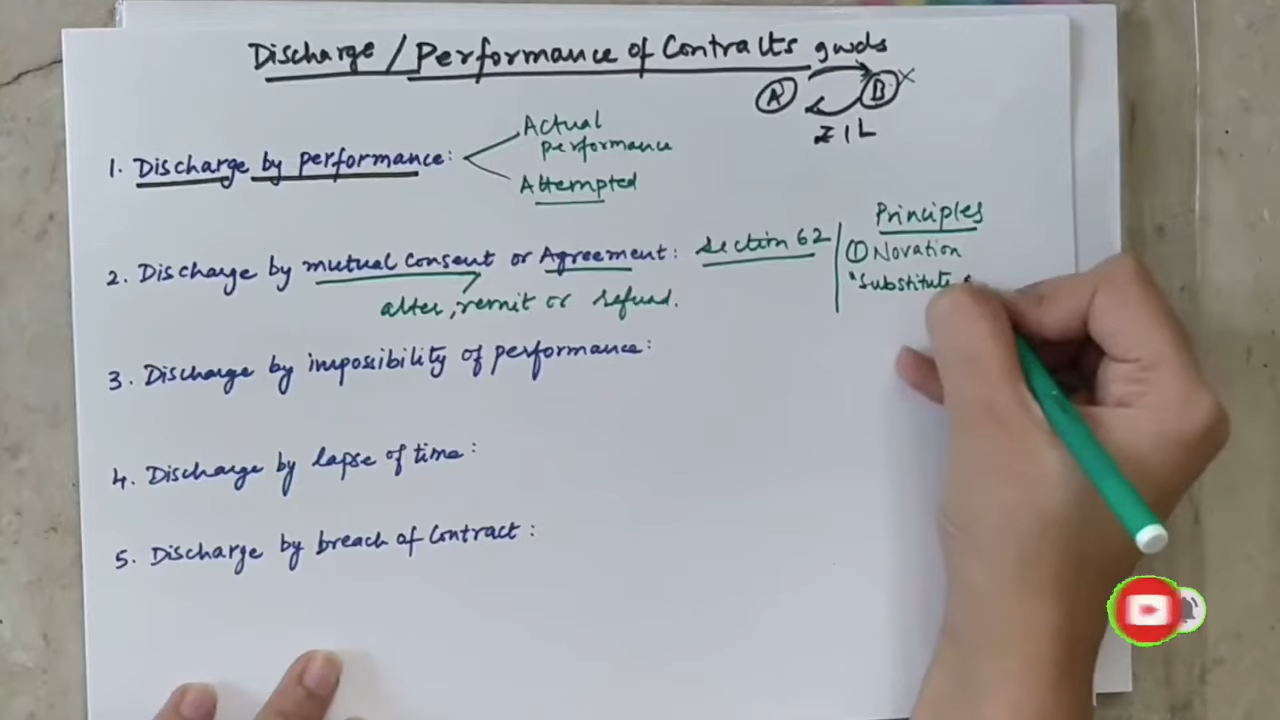 Discharge / Performance of Contracts goods
A B x
₹ 1 L
1. Discharge by performance: Actual performance
Attempted
Principles
2. Discharge by mutual consent or Agreement: Section 62 ① Novation
alter, remit or refund. "Substitute
3. Discharge by impossibility of performance:
4. Discharge by lapse of time:
5. Discharge by breach of Contract: